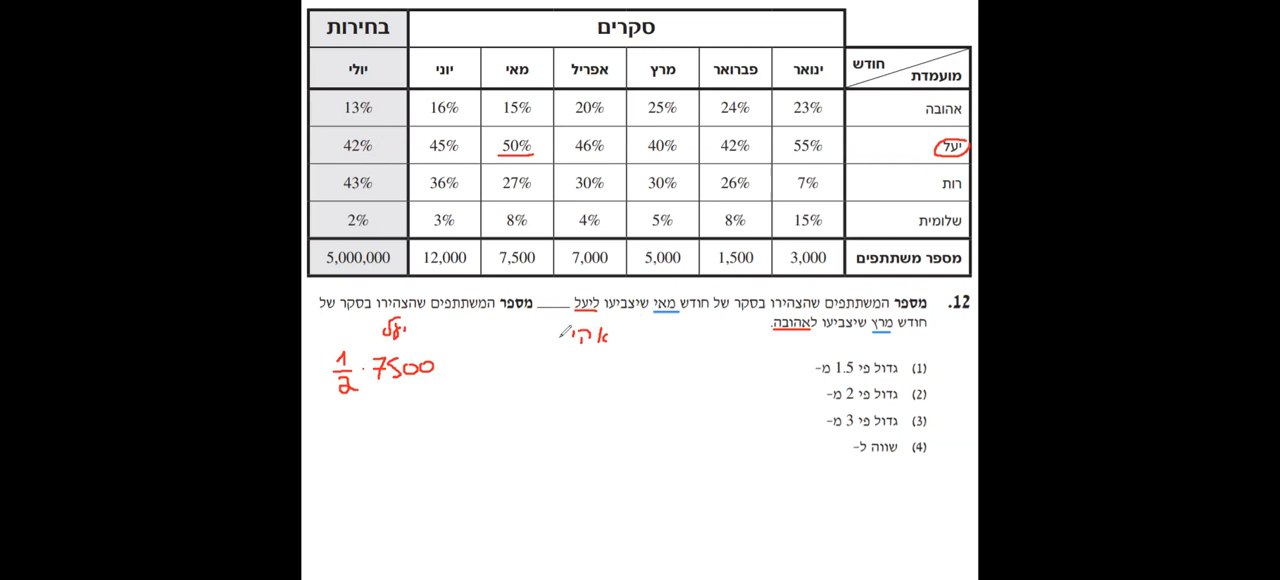 סקרים בחירות
חודש מועמדת ינואר פברואר מרץ אפריל מאי יוני יולי
אהובה 23% 24% 25% 20% 15% 16% 13%
יעל 55% 42% 40% 46% 50% 45% 42%
רות 7% 26% 30% 30% 27% 36% 43%
שלומית 15% 8% 5% 4% 8% 3% 2%
מספר משתתפים 3,000 1,500 5,000 7,000 7,500 12,000 5,000,000
12. מספר המשתתפים שהצהירו בסקר של חודש מאי שיצביעו ליעל ____ מספר המשתתפים שהצהירו בסקר של
חודש מרץ שיצביעו לאהובה.
יעל
אהו
1/2 · 7500
(1) גדול פי 1.5 מ-
(2) גדול פי 2 מ-
(3) גדול פי 3 מ-
(4) שווה ל-